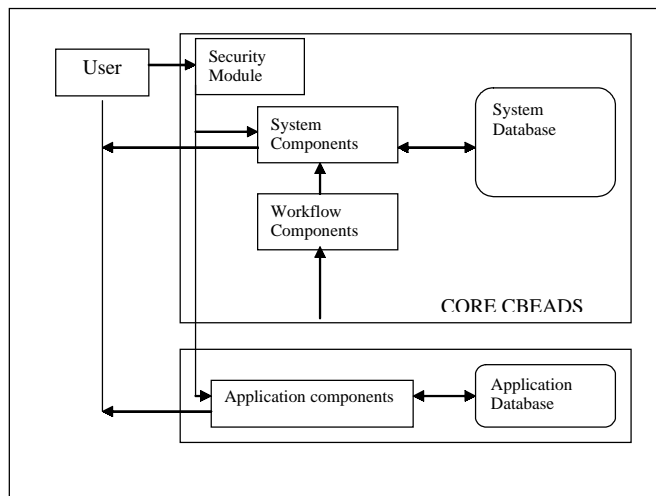 User
Security
Module
System
Components
System
Database
Workflow
Components
CORE CBEADS
Application components
Application
Database